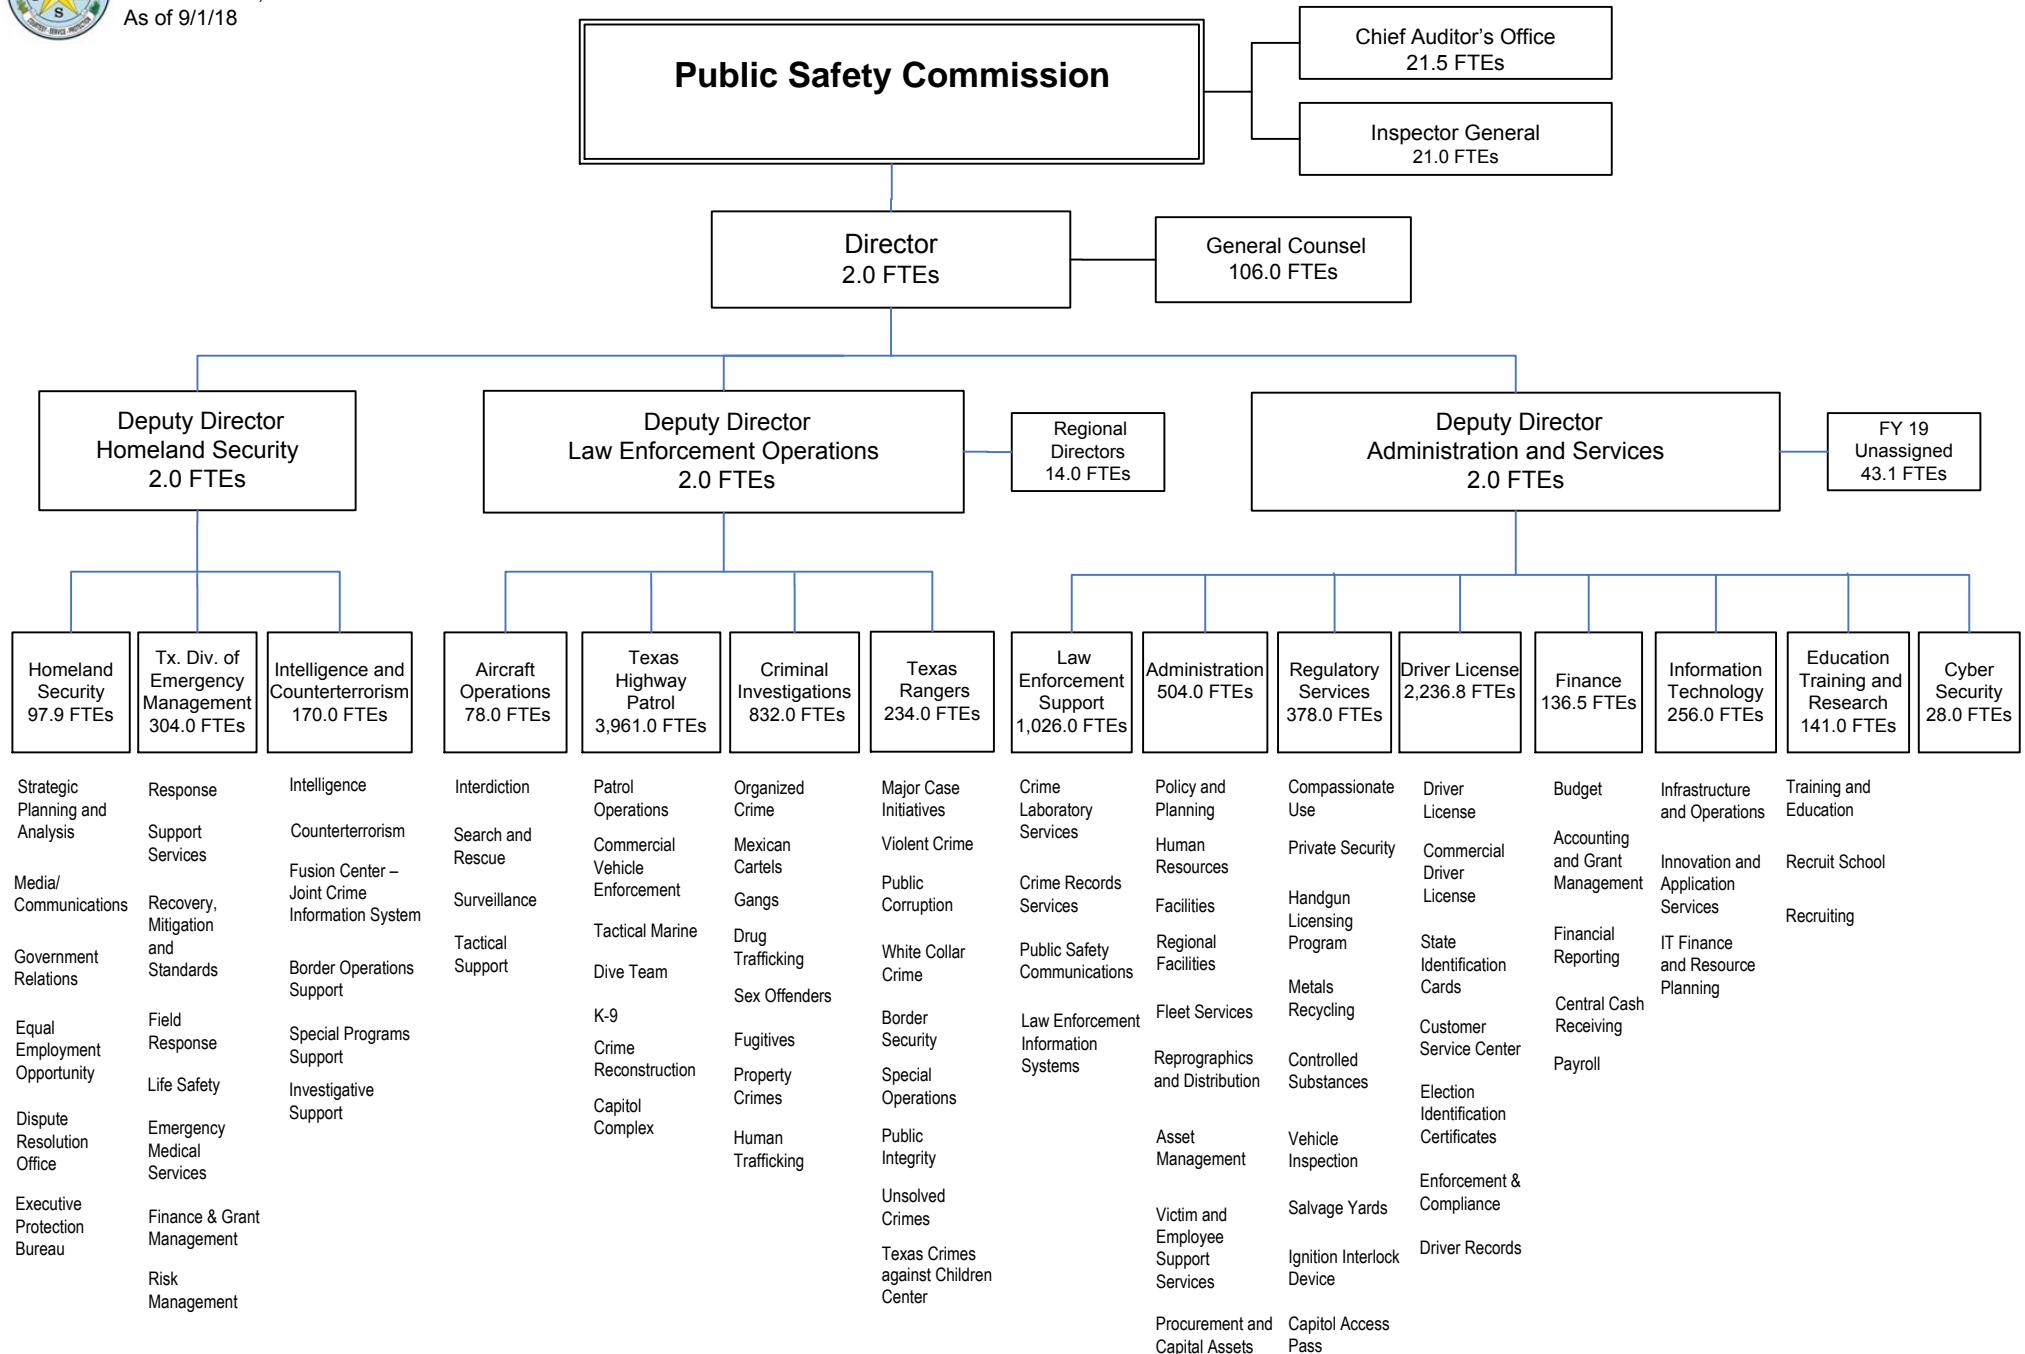 S
COURTESY · SERVICE · PROTECTION
As of 9/1/18
Public Safety Commission
Chief Auditor's Office
21.5 FTEs
Inspector General
21.0 FTEs
Director
2.0 FTEs
General Counsel
106.0 FTEs
Deputy Director
Homeland Security
2.0 FTEs
Deputy Director
Law Enforcement Operations
2.0 FTEs
Regional
Directors
14.0 FTEs
Deputy Director
Administration and Services
2.0 FTEs
FY 19
Unassigned
43.1 FTEs
Homeland
Security
97.9 FTEs
Tx. Div. of
Emergency
Management
304.0 FTEs
Intelligence and
Counterterrorism
170.0 FTEs
Aircraft
Operations
78.0 FTEs
Texas
Highway
Patrol
3,961.0 FTEs
Criminal
Investigations
832.0 FTEs
Texas
Rangers
234.0 FTEs
Law
Enforcement
Support
1,026.0 FTEs
Administration
504.0 FTEs
Regulatory
Services
378.0 FTEs
Driver License
2,236.8 FTEs
Finance
136.5 FTEs
Information
Technology
256.0 FTEs
Education
Training and
Research
141.0 FTEs
Cyber
Security
28.0 FTEs
Strategic
Planning and
Analysis
Media/
Communications
Government
Relations
Equal
Employment
Opportunity
Dispute
Resolution
Office
Executive
Protection
Bureau
Response
Support
Services
Recovery,
Mitigation
and
Standards
Field
Response
Life Safety
Emergency
Medical
Services
Finance & Grant
Management
Risk
Management
Intelligence
Counterterrorism
Fusion Center –
Joint Crime
Information System
Border Operations
Support
Special Programs
Support
Investigative
Support
Interdiction
Search and
Rescue
Surveillance
Tactical
Support
Patrol
Operations
Commercial
Vehicle
Enforcement
Tactical Marine
Dive Team
K-9
Crime
Reconstruction
Capitol
Complex
Organized
Crime
Mexican
Cartels
Gangs
Drug
Trafficking
Sex Offenders
Fugitives
Property
Crimes
Human
Trafficking
Major Case
Initiatives
Violent Crime
Public
Corruption
White Collar
Crime
Border
Security
Special
Operations
Public
Integrity
Unsolved
Crimes
Texas Crimes
against Children
Center
Crime
Laboratory
Services
Crime Records
Services
Public Safety
Communications
Law Enforcement
Information
Systems
Policy and
Planning
Human
Resources
Facilities
Regional
Facilities
Fleet Services
Reprographics
and Distribution
Asset
Management
Victim and
Employee
Support
Services
Procurement and
Capital Assets
Compassionate
Use
Private Security
Handgun
Licensing
Program
Metals
Recycling
Controlled
Substances
Vehicle
Inspection
Salvage Yards
Ignition Interlock
Device
Capitol Access
Pass
Driver
License
Commercial
Driver
License
State
Identification
Cards
Customer
Service Center
Election
Identification
Certificates
Enforcement &
Compliance
Driver Records
Budget
Accounting
and Grant
Management
Financial
Reporting
Central Cash
Receiving
Payroll
Infrastructure
and Operations
Innovation and
Application
Services
IT Finance
and Resource
Planning
Training and
Education
Recruit School
Recruiting